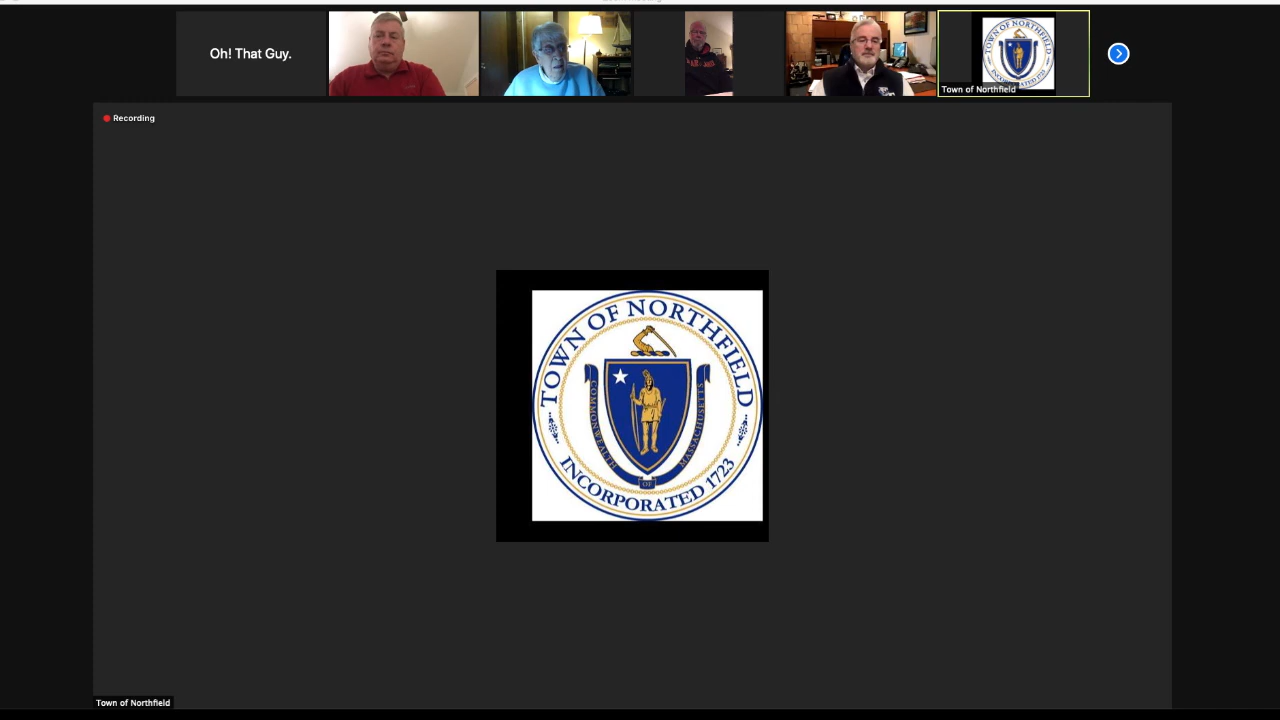 Oh! That Guy.
Town of Northfield
Recording
TOWN OF NORTHFIELD
COMMONWEALTH
OF
MASSACHUSETTS
INCORPORATED 1723
Town of Northfield